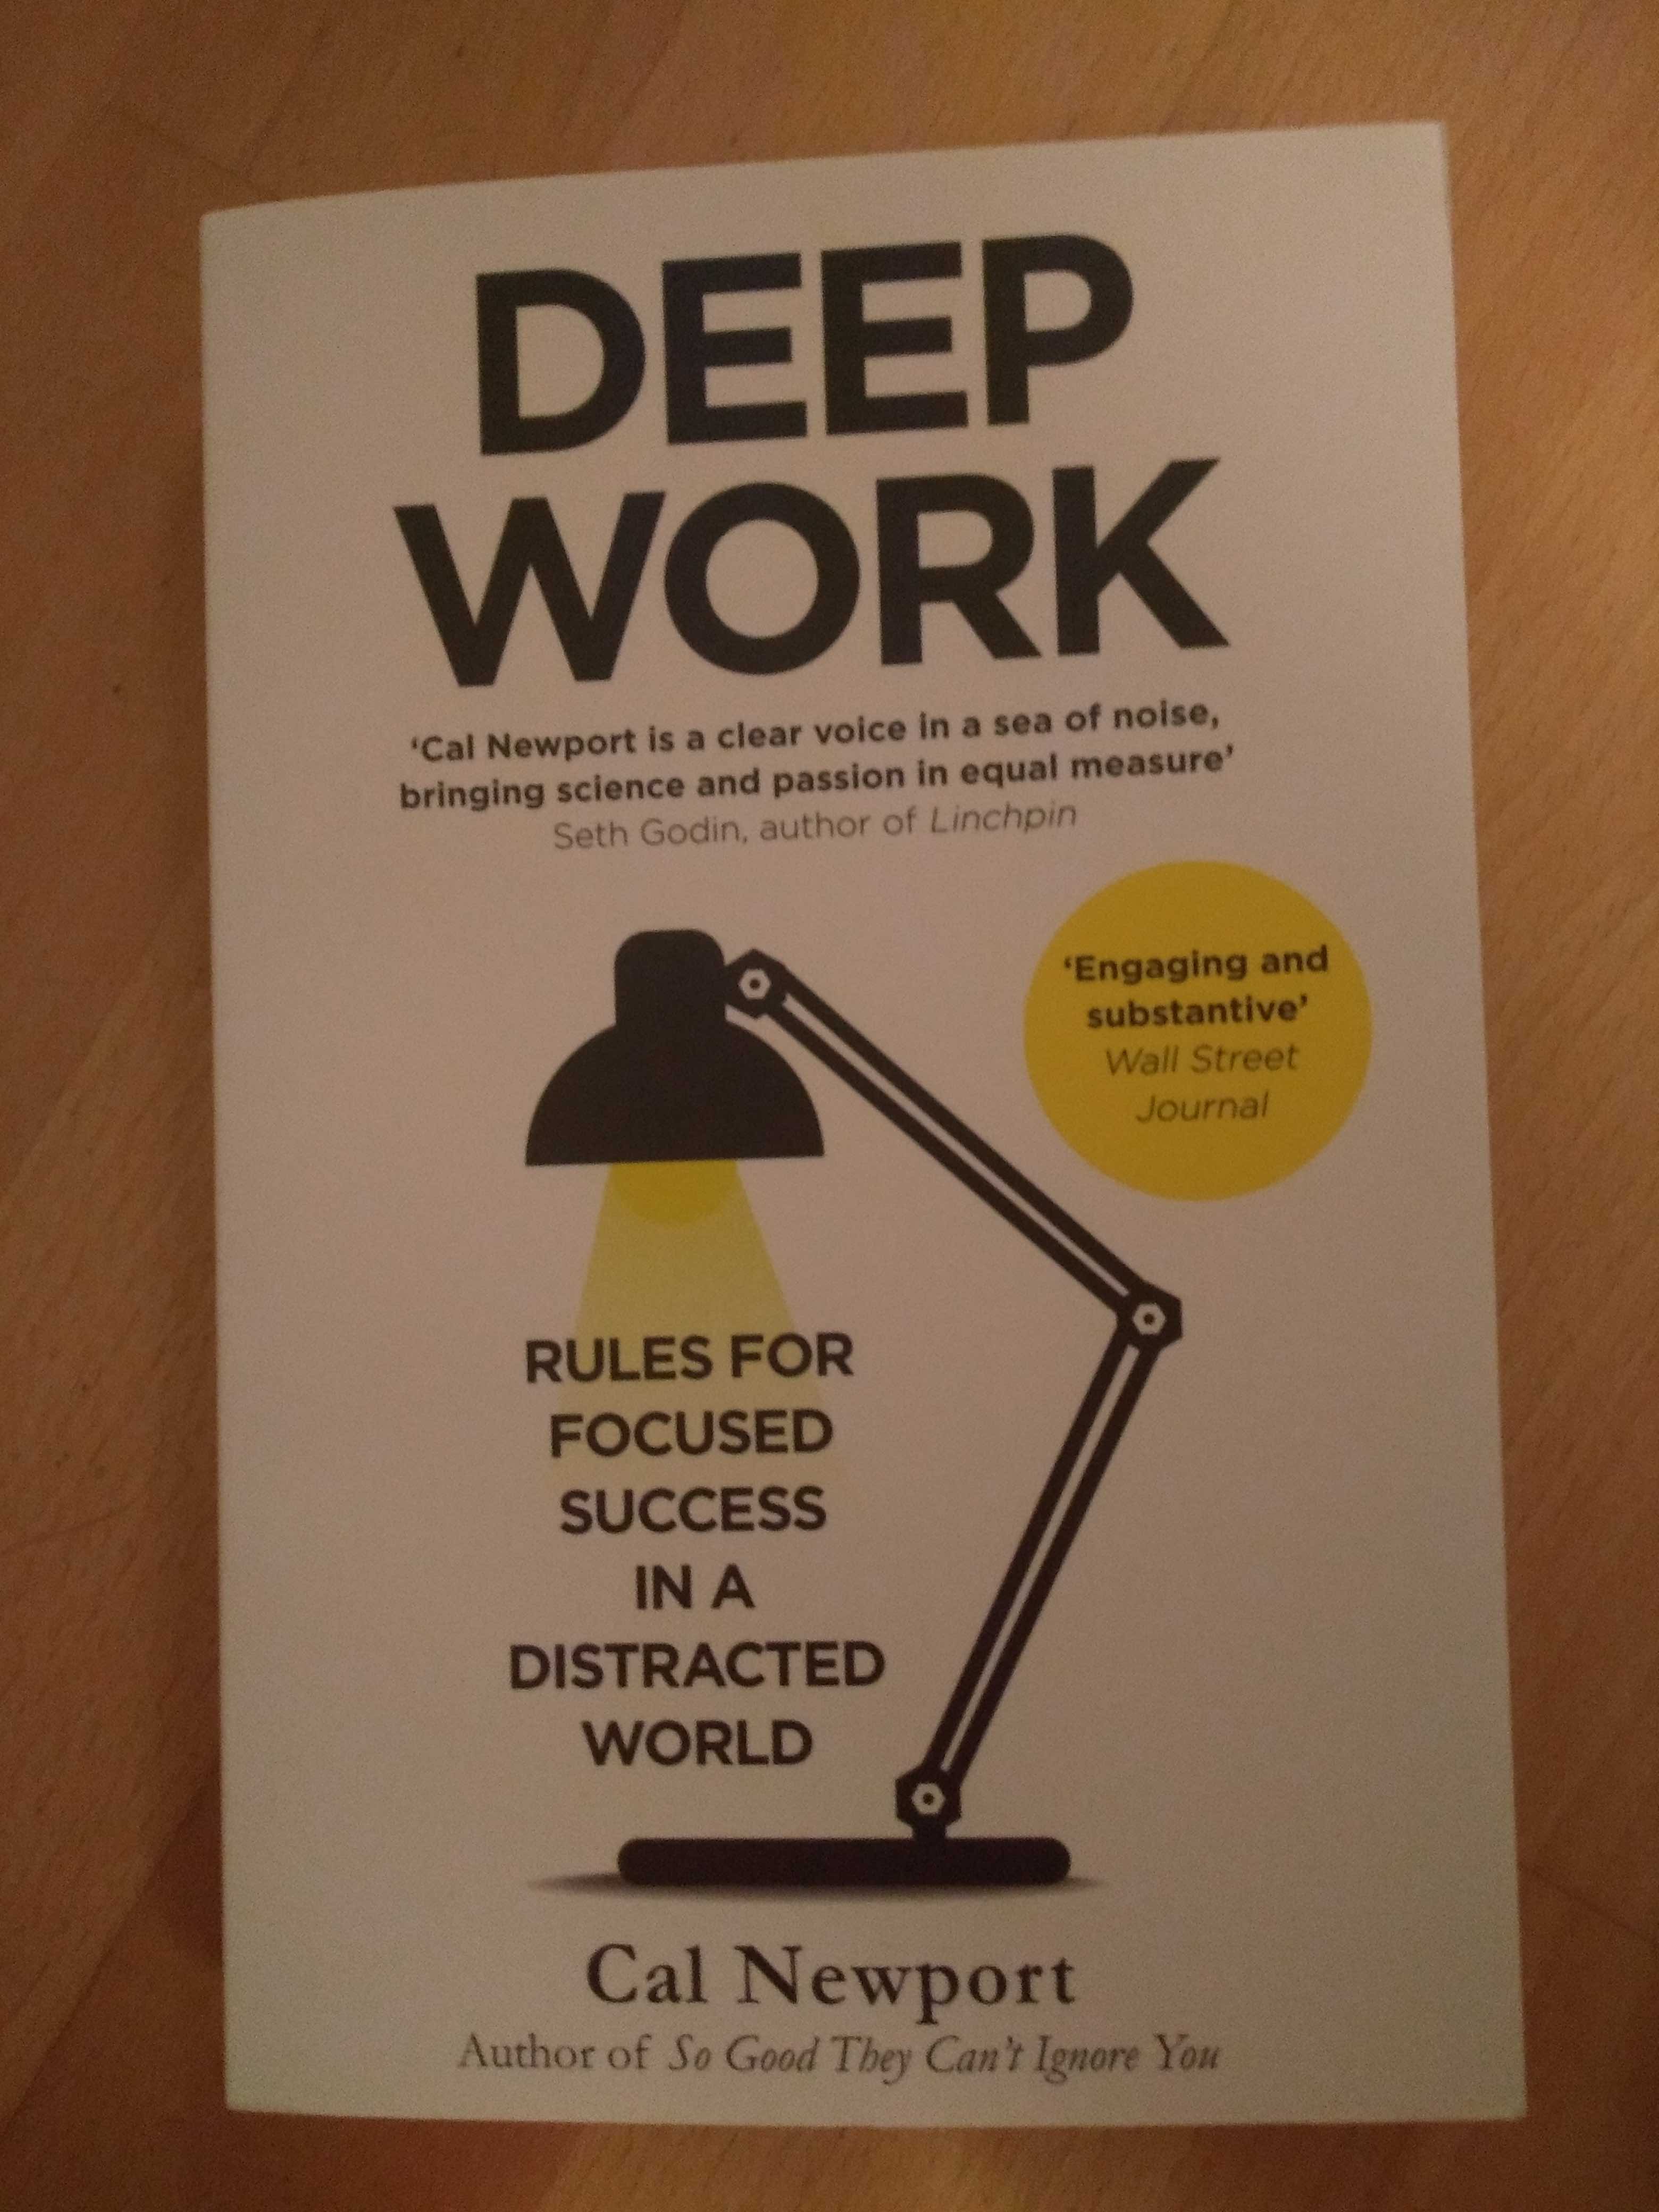 DEEP
WORK
‘Cal Newport is a clear voice in a sea of noise,
bringing science and passion in equal measure’
Seth Godin, author of Linchpin
‘Engaging and
substantive’
Wall Street
Journal
RULES FOR
FOCUSED
SUCCESS
IN A
DISTRACTED
WORLD
Cal Newport
Author of So Good They Can’t Ignore You